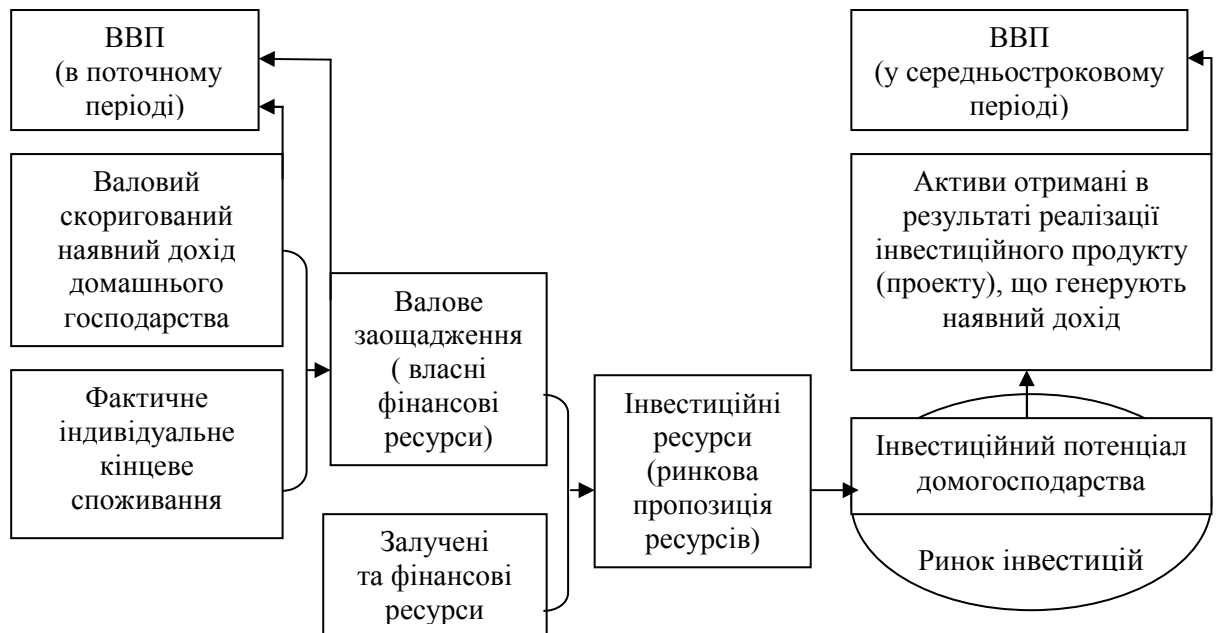 ВВП
(в поточному
періоді)
Валовий
скоригований
наявний дохід
домашнього
господарства
Фактичне
індивідуальне
кінцеве
споживання
Валове
заощадження
( власні
фінансові
ресурси)
Залучені
та фінансові
ресурси
Інвестиційні
ресурси
(ринкова
пропозиція
ресурсів)
ВВП
(у середньостроковому
періоді)
Активи отримані в
результаті реалізації
інвестиційного продукту
(проекту), що генерують
наявний дохід
Інвестиційний потенціал
домогосподарства
Ринок інвестицій